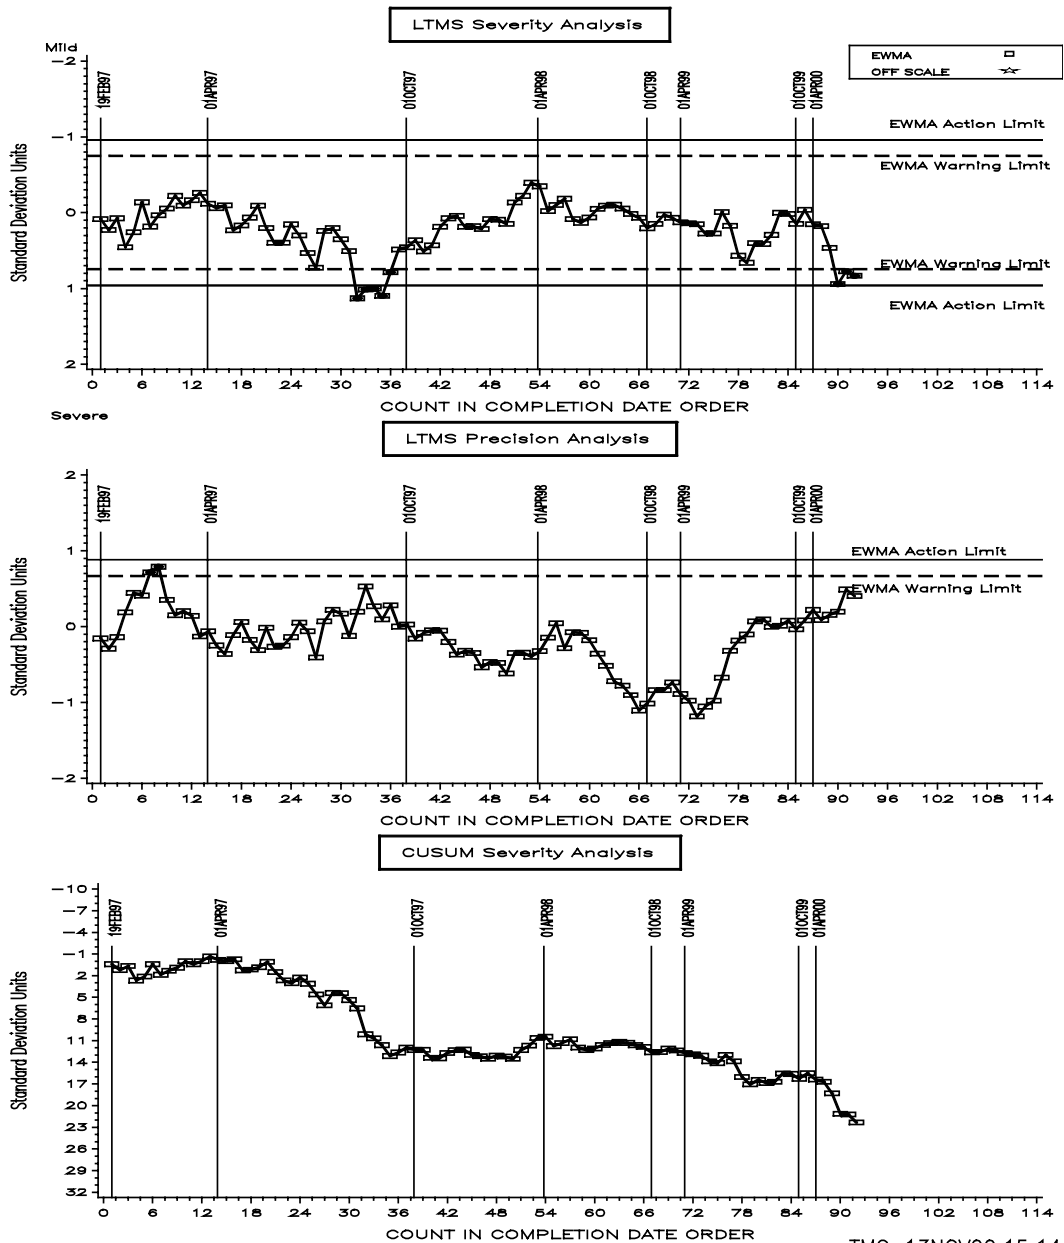 LTMS Severity Analysis
Mild
EWMA
OFF SCALE
-2
-1
0
1
2
Standard Deviation Units
19FEB97
01APR97
01OCT97
01APR98
01OCT98
01APR99
01OCT99
01APR00
EWMA Action Limit
EWMA Warning Limit
EWMA Warning Limit
EWMA Action Limit
0 6 12 18 24 30 36 42 48 54 60 66 72 78 84 90 96 102 108 114
COUNT IN COMPLETION DATE ORDER
Severe
LTMS Precision Analysis
2
1
0
-1
-2
Standard Deviation Units
19FEB97
01APR97
01OCT97
01APR98
01OCT98
01APR99
01OCT99
01APR00
EWMA Action Limit
EWMA Warning Limit
0 6 12 18 24 30 36 42 48 54 60 66 72 78 84 90 96 102 108 114
COUNT IN COMPLETION DATE ORDER
CUSUM Severity Analysis
-10
-7
-4
-1
2
5
8
11
14
17
20
23
26
29
32
Standard Deviation Units
19FEB97
01APR97
01OCT97
01APR98
01OCT98
01APR99
01OCT99
01APR00
0 6 12 18 24 30 36 42 48 54 60 66 72 78 84 90 96 102 108 114
COUNT IN COMPLETION DATE ORDER